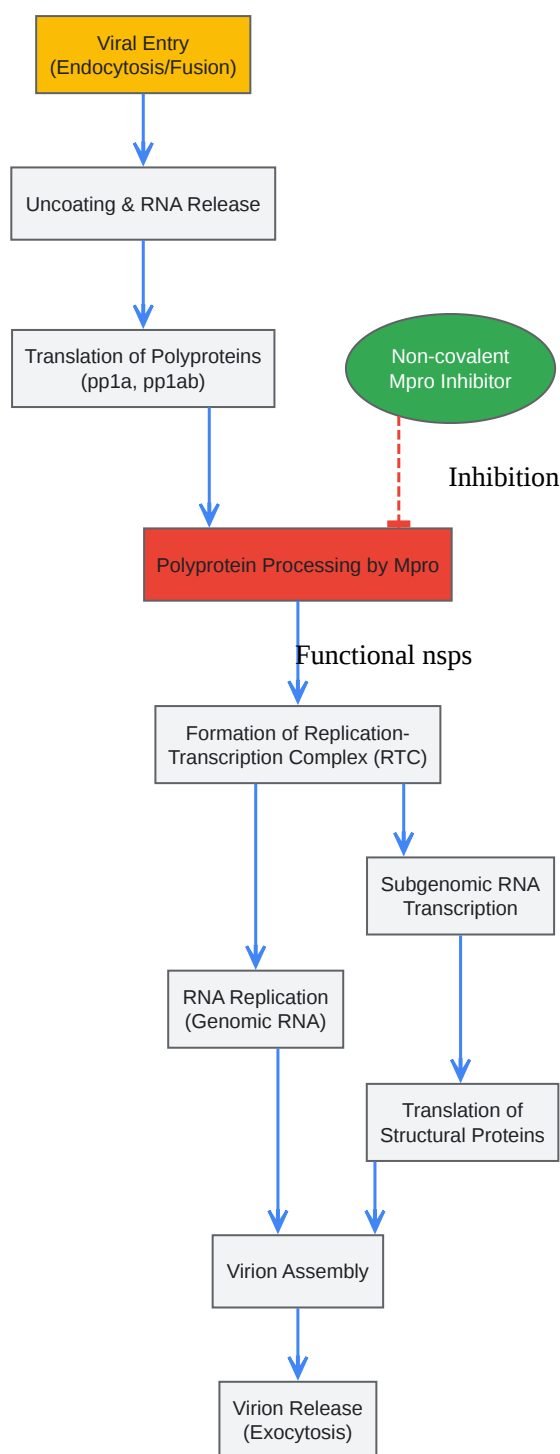 Viral Entry
(Endocytosis/Fusion)
Uncoating & RNA Release
Translation of Polyproteins
(pp1a, pp1ab)
Non-covalent
Mpro Inhibitor
Inhibition
Polyprotein Processing by Mpro
Functional nsps
Formation of Replication-
Transcription Complex (RTC)
Subgenomic RNA
Transcription
RNA Replication
(Genomic RNA)
Translation of
Structural Proteins
Virion Assembly
Virion Release
(Exocytosis)